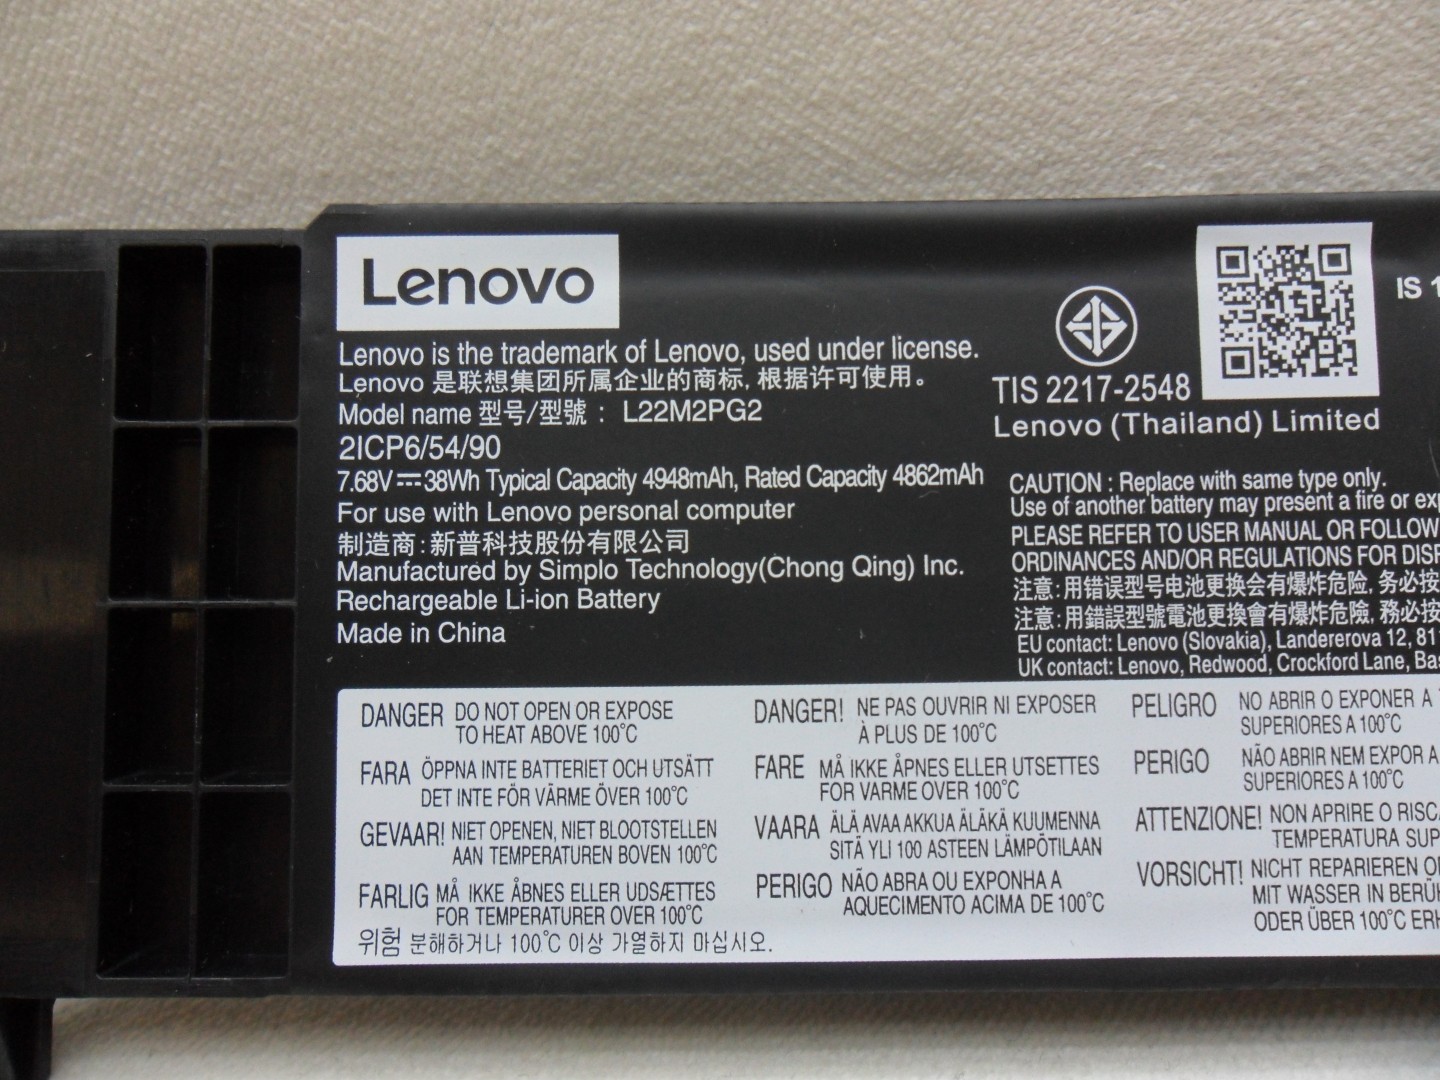 Lenovo
Lenovo is the trademark of Lenovo, used under license.
Lenovo 是联想集团所属企业的商标, 根据许可使用。
Model name 型号/型號 : L22M2PG2
2ICP6/54/90
7.68V⎓38Wh Typical Capacity 4948mAh, Rated Capacity 4862mAh
For use with Lenovo personal computer
制造商:新普科技股份有限公司
Manufactured by Simplo Technology(Chong Qing) Inc.
Rechargeable Li-ion Battery
Made in China
TIS 2217-2548
Lenovo (Thailand) Limited
IS 1
CAUTION : Replace with same type only.
Use of another battery may present a fire or
PLEASE REFER TO USER MANUAL OR FOLLOW
ORDINANCES AND/OR REGULATIONS FOR
注意: 用错误型号电池更换会有爆炸危险, 务必按
注意: 用錯誤型號電池更換會有爆炸危險, 務必按
EU contact: Lenovo (Slovakia), Landererova 12, 81
UK contact: Lenovo, Redwood, Crockford Lane,
DANGER DO NOT OPEN OR EXPOSE
TO HEAT ABOVE 100°C
FARA ÖPPNA INTE BATTERIET OCH UTSÄTT
DET INTE FÖR VÄRME ÖVER 100°C
GEVAAR! NIET OPENEN, NIET BLOOTSTELLEN
AAN TEMPERATUREN BOVEN 100°C
FARLIG MÅ IKKE ÅBNES ELLER UDSÆTTES
FOR TEMPERATURER OVER 100°C
위험 분해하거나 100°C 이상 가열하지 마십시오.
DANGER! NE PAS OUVRIR NI EXPOSER
À PLUS DE 100°C
FARE MÅ IKKE ÅPNES ELLER UTSETTES
FOR VARME OVER 100°C
VAARA ÄLÄ AVAA AKKUA ÄLÄKÄ KUUMENNA
SITÄ YLI 100 ASTEEN LÄMPÖTILAAN
PERIGO NÃO ABRA OU EXPONHA A
AQUECIMENTO ACIMA DE 100°C
PELIGRO NO ABRIR O EXPONER A
SUPERIORES A 100°C
PERIGO NÃO ABRIR NEM EXPOR A
SUPERIORES A 100°C
ATTENZIONE! NON APRIRE O
TEMPERATURA
VORSICHT! NICHT REPARIEREN
MIT WASSER IN
ODER ÜBER 100°C